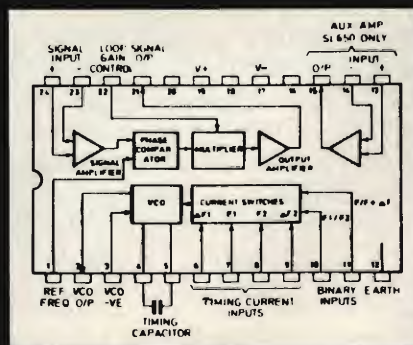 AUX AMP
SL650 ONLY
SIGNAL INPUT + -
LOOP GAIN CONTROL
SIGNAL O/P
V+
V-
O/P
INPUT - +
24 23 22 21 20 19 18 17 16 15 14 13
SIGNAL AMPLIFIER
PHASE COMPARATOR
MULTIPLIER
OUTPUT AMPLIFIER
VCO
CURRENT SWITCHES
ΔF1 F1 F2 ΔF2
F/F+ΔF
F1/F2
1 2 3 4 5 6 7 8 9 10 11 12
REF FREQ
VCO O/P
VCO -VE
TIMING CAPACITOR
TIMING CURRENT INPUTS
BINARY INPUTS
EARTH